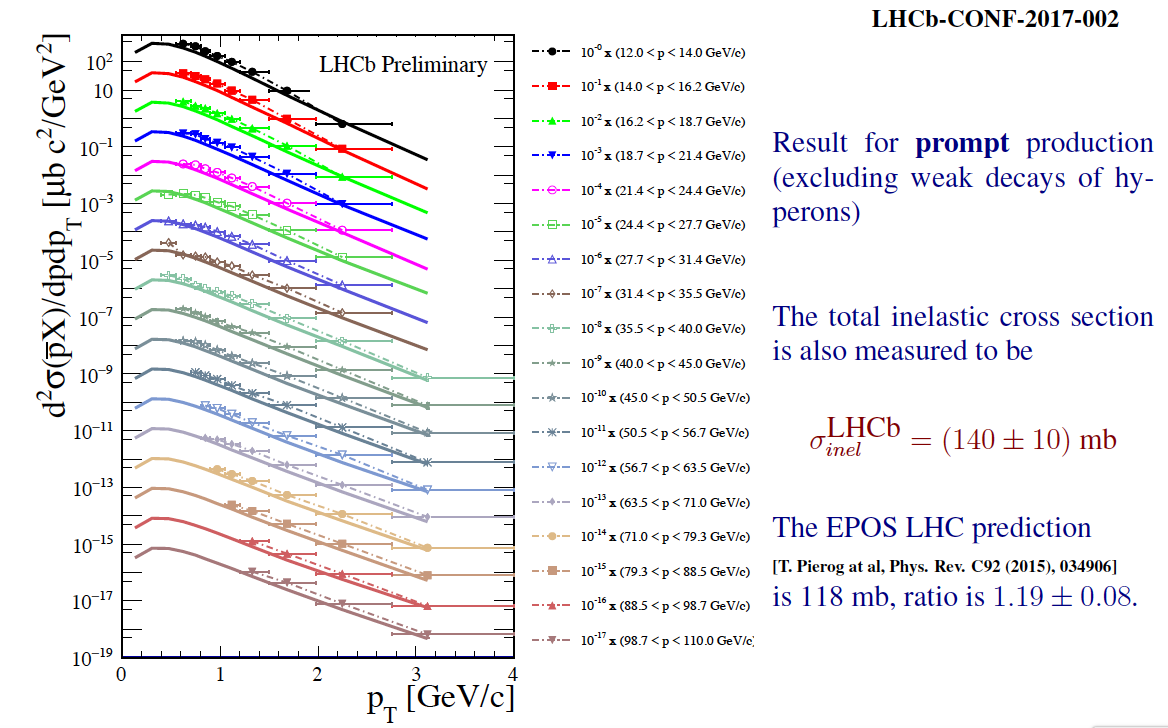 LHCb-CONF-2017-002
LHCb Preliminary
d²σ(p̅X)/dpdp_T [μb c²/GeV²]
10²
10
10⁻¹
10⁻³
10⁻⁵
10⁻⁷
10⁻⁹
10⁻¹¹
10⁻¹³
10⁻¹⁵
10⁻¹⁷
10⁻¹⁹
0 1 2 3 4
p_T [GeV/c]
10⁻⁰ x (12.0 < p < 14.0 GeV/c)
10⁻¹ x (14.0 < p < 16.2 GeV/c)
10⁻² x (16.2 < p < 18.7 GeV/c)
10⁻³ x (18.7 < p < 21.4 GeV/c)
10⁻⁴ x (21.4 < p < 24.4 GeV/c)
10⁻⁵ x (24.4 < p < 27.7 GeV/c)
10⁻⁶ x (27.7 < p < 31.4 GeV/c)
10⁻⁷ x (31.4 < p < 35.5 GeV/c)
10⁻⁸ x (35.5 < p < 40.0 GeV/c)
10⁻⁹ x (40.0 < p < 45.0 GeV/c)
10⁻¹⁰ x (45.0 < p < 50.5 GeV/c)
10⁻¹¹ x (50.5 < p < 56.7 GeV/c)
10⁻¹² x (56.7 < p < 63.5 GeV/c)
10⁻¹³ x (63.5 < p < 71.0 GeV/c)
10⁻¹⁴ x (71.0 < p < 79.3 GeV/c)
10⁻¹⁵ x (79.3 < p < 88.5 GeV/c)
10⁻¹⁶ x (88.5 < p < 98.7 GeV/c)
10⁻¹⁷ x (98.7 < p < 110.0 GeV/c)
Result for prompt production
(excluding weak decays of hy-
perons)
The total inelastic cross section
is also measured to be
σ_inel^LHCb = (140 ± 10) mb
The EPOS LHC prediction
[T. Pierog at al, Phys. Rev. C92 (2015), 034906]
is 118 mb, ratio is 1.19 ± 0.08.